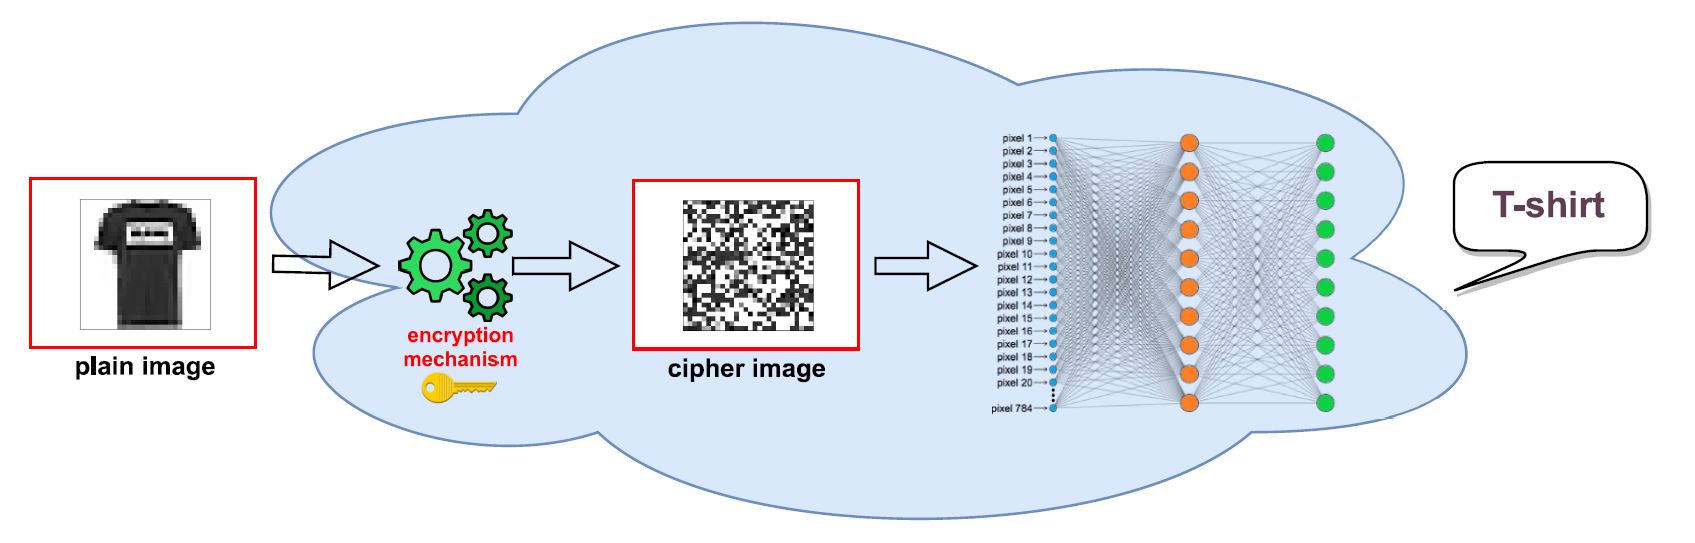 plain image
encryption
mechanism
cipher image
pixel 1
pixel 2
pixel 3
pixel 4
pixel 5
pixel 6
pixel 7
pixel 8
pixel 9
pixel 10
pixel 11
pixel 12
pixel 13
pixel 14
pixel 15
pixel 16
pixel 17
pixel 18
pixel 19
pixel 20
pixel 784
T-shirt